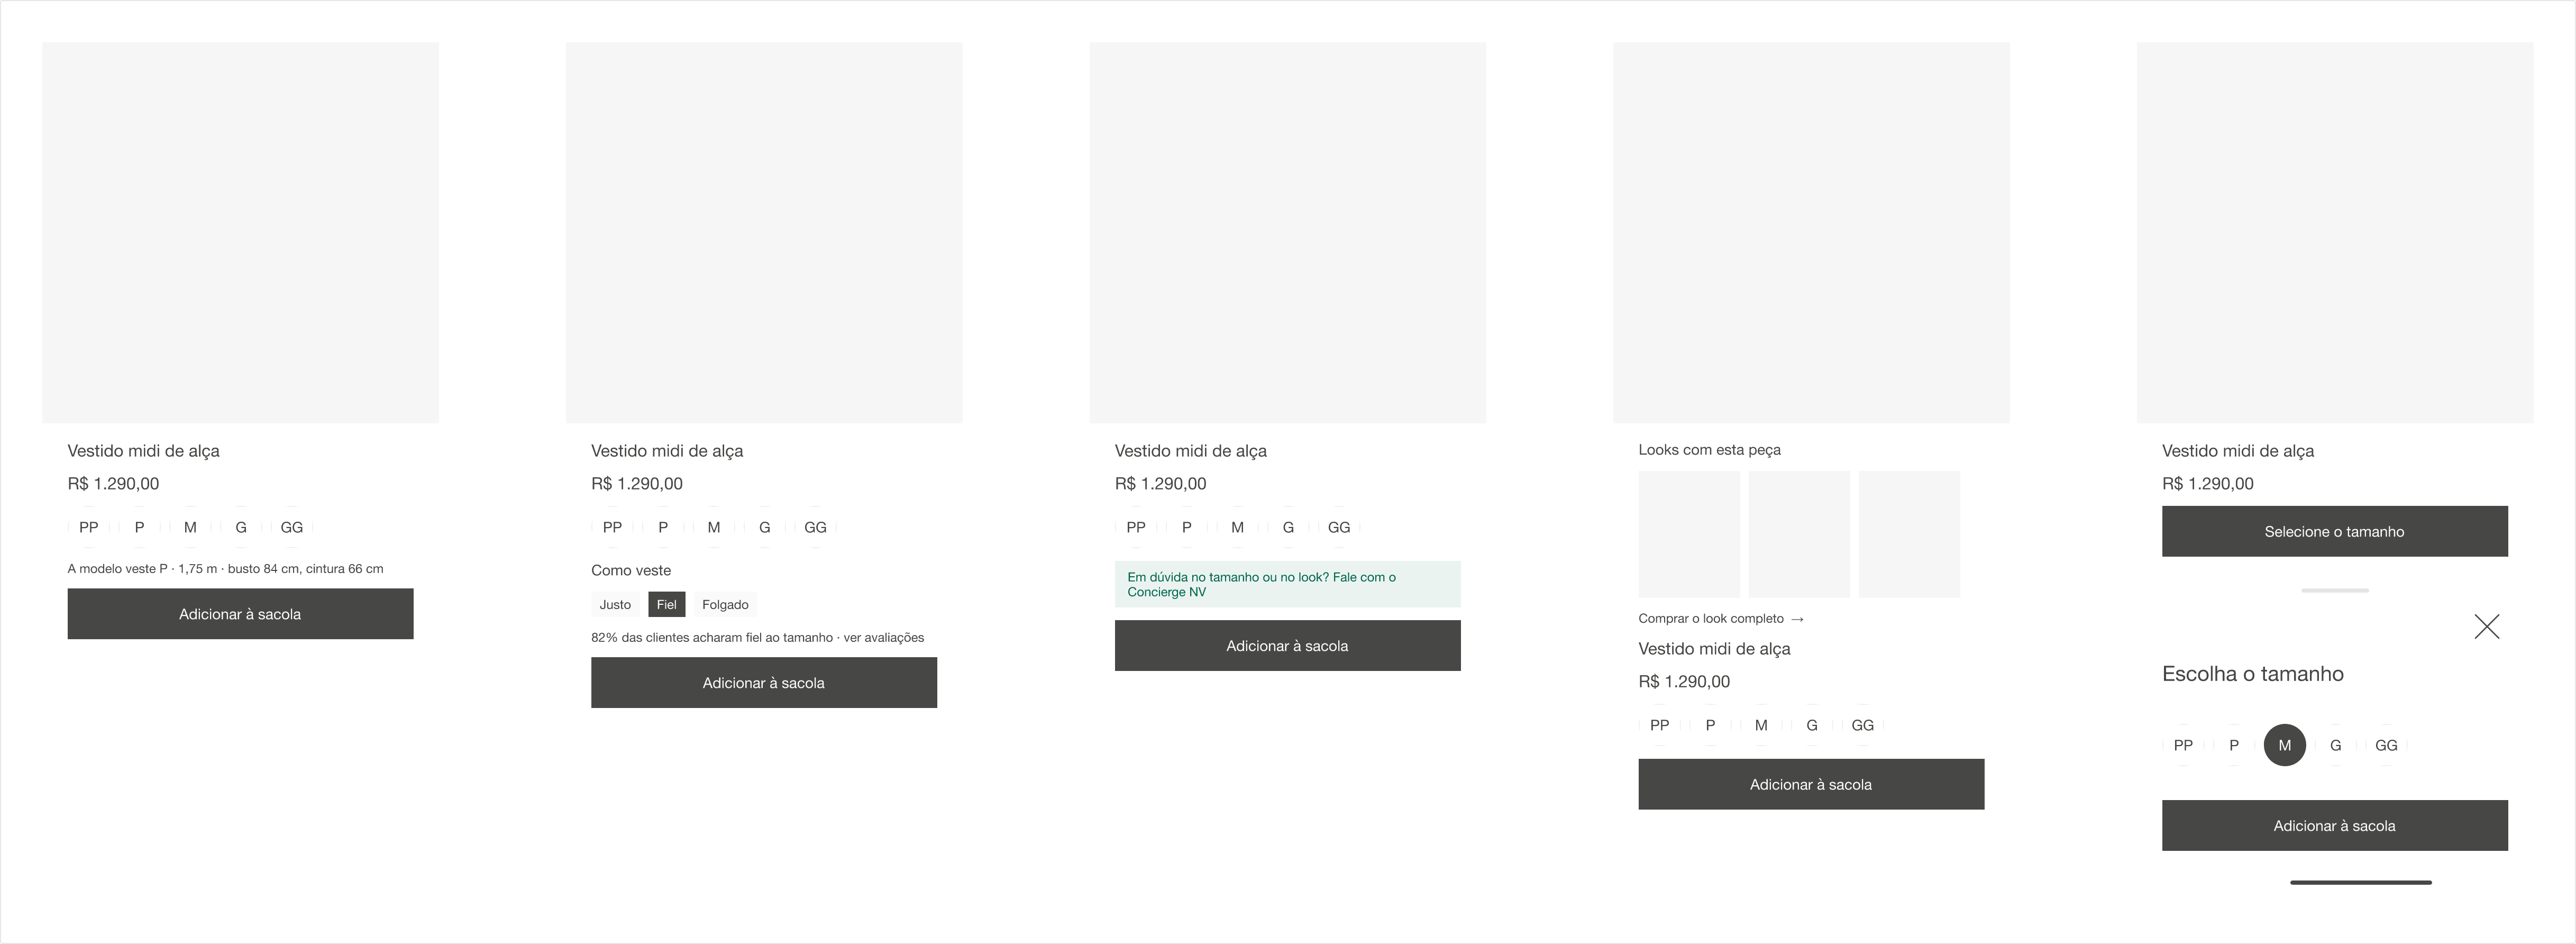 Vestido midi de alça
R$ 1.290,00
PP P M G GG
A modelo veste P · 1,75 m · busto 84 cm, cintura 66 cm
Adicionar à sacola
Vestido midi de alça
R$ 1.290,00
PP P M G GG
Como veste
Justo Fiel Folgado
82% das clientes acharam fiel ao tamanho · ver avaliações
Adicionar à sacola
Vestido midi de alça
R$ 1.290,00
PP P M G GG
Em dúvida no tamanho ou no look? Fale com o
Concierge NV
Adicionar à sacola
Looks com esta peça
Comprar o look completo →
Vestido midi de alça
R$ 1.290,00
PP P M G GG
Adicionar à sacola
Vestido midi de alça
R$ 1.290,00
Selecione o tamanho
Escolha o tamanho
PP P M G GG
Adicionar à sacola